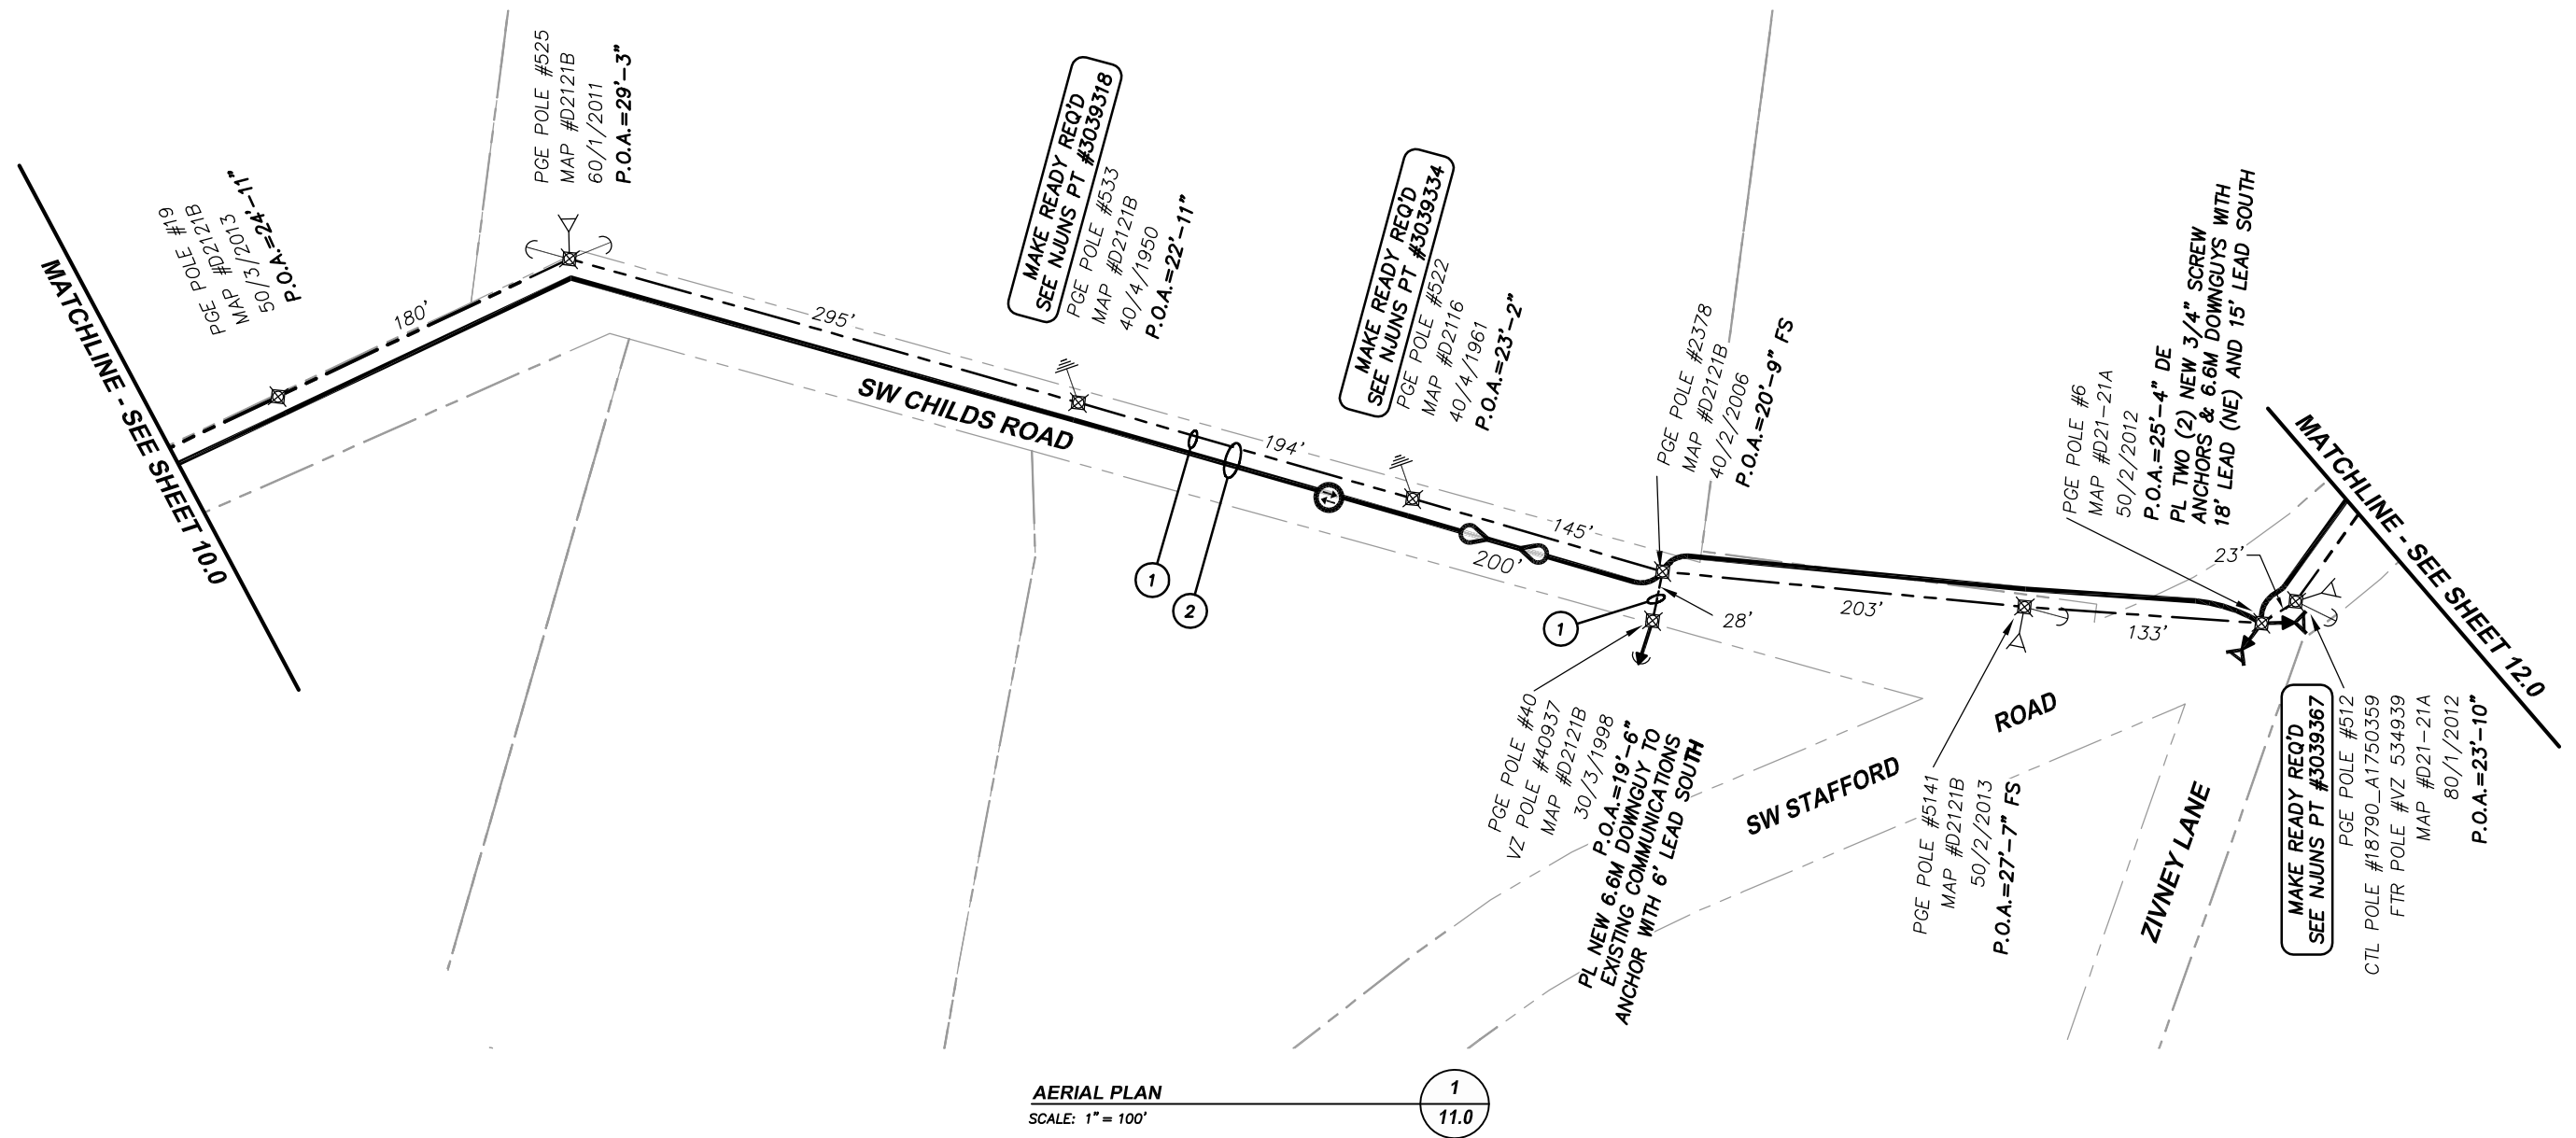 MATCHLINE - SEE SHEET 10.0
PGE POLE #19
MAP #D2121B
50/3/2013
P.O.A.=24'-11"
180'
PGE POLE #525
MAP #D2121B
60/1/2011
P.O.A.=29'-3"
295'
MAKE READY REQ'D
SEE NJUNS PT #3039318
PGE POLE #533
MAP #D2121B
40/4/1950
P.O.A.=22'-11"
SW CHILDS ROAD
194'
1
2
MAKE READY REQ'D
SEE NJUNS PT #3039334
PGE POLE #522
MAP #D2116
40/4/1961
P.O.A.=23'-2"
145'
200'
PGE POLE #2378
MAP #D2121B
40/2/2006
P.O.A.=20'-9" FS
1
28'
203'
PGE POLE #40
VZ POLE #40937
MAP #D2121B
30/3/1998
P.O.A.=19'-6"
PL NEW 6.6M DOWNGUY TO
EXISTING COMMUNICATIONS
ANCHOR WITH 6' LEAD SOUTH
SW STAFFORD
ROAD
PGE POLE #5141
MAP #D2121B
50/2/2013
P.O.A.=27'-7" FS
133'
PGE POLE #6
MAP #D21-21A
50/2/2012
P.O.A.=25'-4" DE
PL TWO (2) NEW 3/4" SCREW
ANCHORS & 6.6M DOWNGUYS WITH
18' LEAD (NE) AND 15' LEAD SOUTH
23'
ZIVNEY LANE
MAKE READY REQ'D
SEE NJUNS PT #3039367
PGE POLE #512
CTL POLE #18790_A1750359
FTR POLE #VZ 534939
MAP #D21-21A
80/1/2012
P.O.A.=23'-10"
MATCHLINE - SEE SHEET 12.0
AERIAL PLAN
SCALE: 1" = 100'
1
11.0